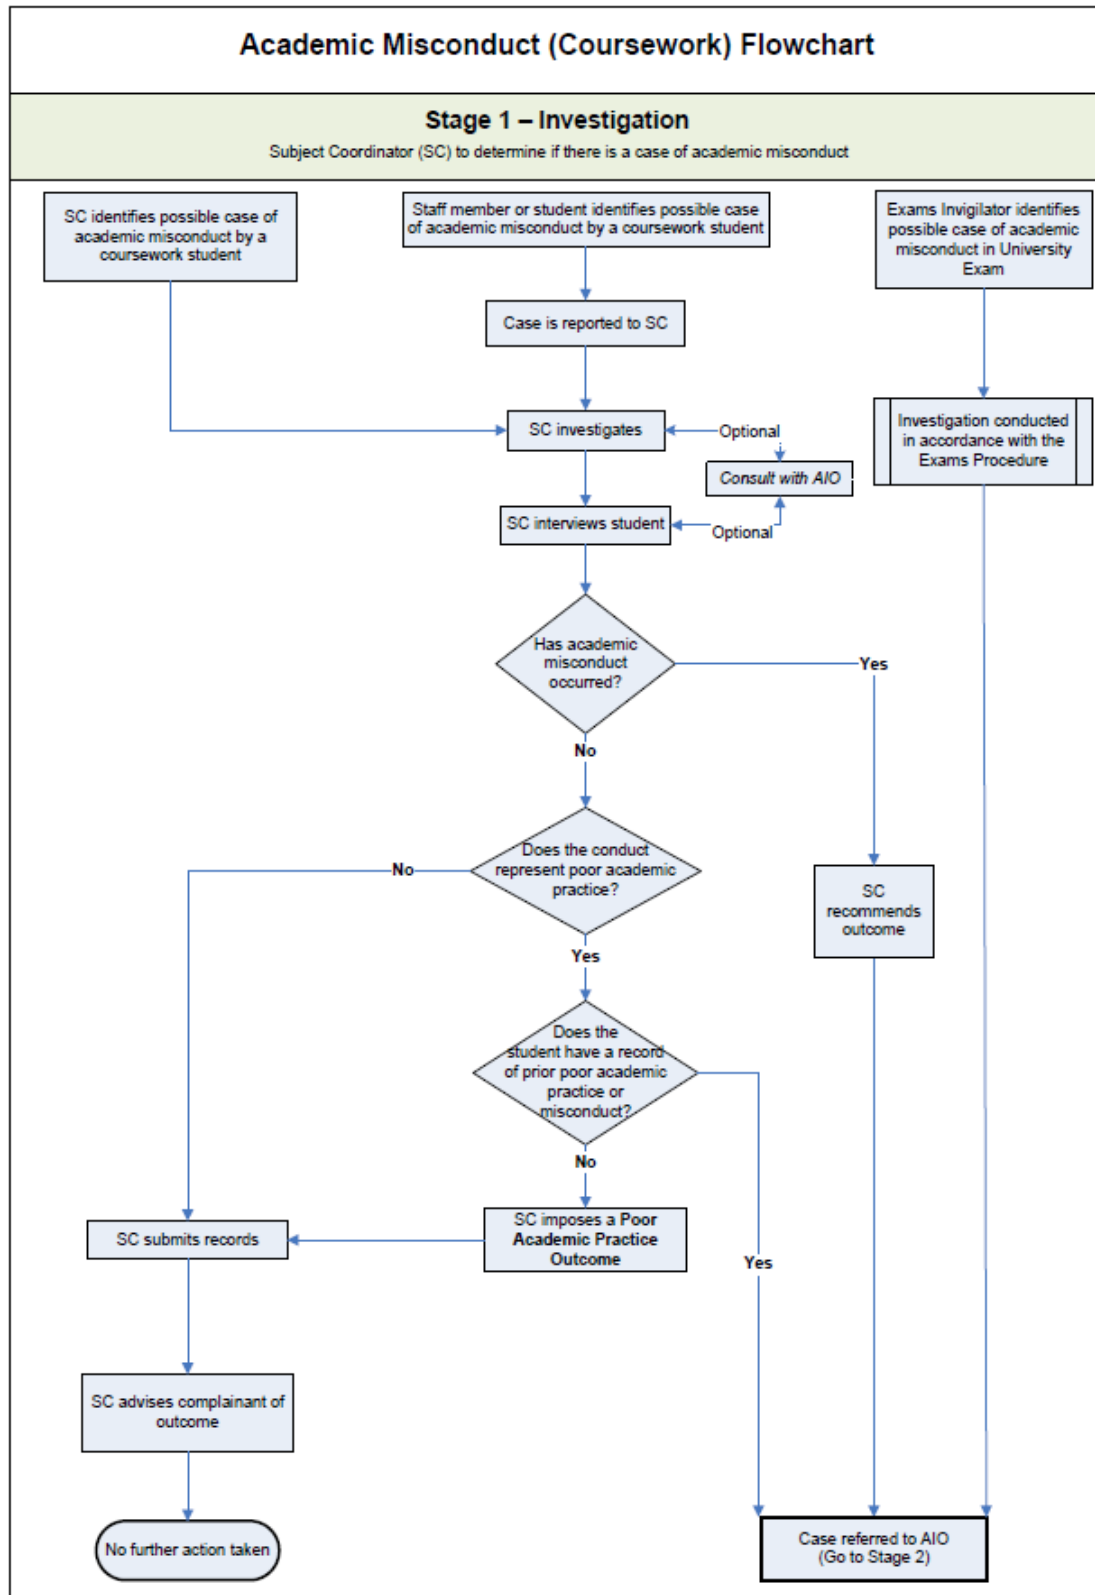 Academic Misconduct (Coursework) Flowchart
Stage 1 – Investigation
Subject Coordinator (SC) to determine if there is a case of academic misconduct
SC identifies possible case of
academic misconduct by a
coursework student
Staff member or student identifies possible case
of academic misconduct by a coursework student
Exams Invigilator identifies
possible case of academic
misconduct in University
Exam
Case is reported to SC
SC investigates
Optional
Consult with AIO
Investigation conducted
in accordance with the
Exams Procedure
SC interviews student
Optional
Has academic
misconduct
occurred?
Yes
No
Does the conduct
represent poor academic
practice?
No
SC
recommends
outcome
Yes
Does the
student have a record
of prior poor academic
practice or
misconduct?
No
SC submits records
SC imposes a Poor
Academic Practice
Outcome
Yes
SC advises complainant of
outcome
No further action taken
Case referred to AIO
(Go to Stage 2)